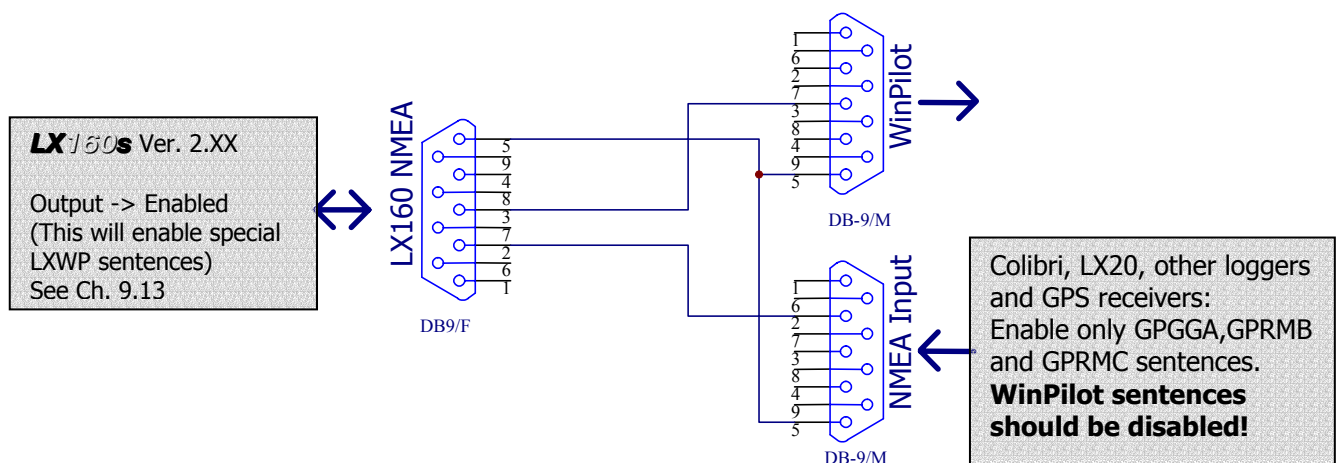 LX160s Ver. 2.XX
Output -> Enabled
(This will enable special
LXWP sentences)
See Ch. 9.13
LX160 NMEA
5
9
4
8
3
7
2
6
1
DB9/F
1
6
2
7
3
8
4
9
5
WinPilot
DB-9/M
1
6
2
7
3
8
4
9
5
NMEA Input
DB-9/M
Colibri, LX20, other loggers
and GPS receivers:
Enable only GPGGA,GPRMB
and GPRMC sentences.
WinPilot sentences
should be disabled!